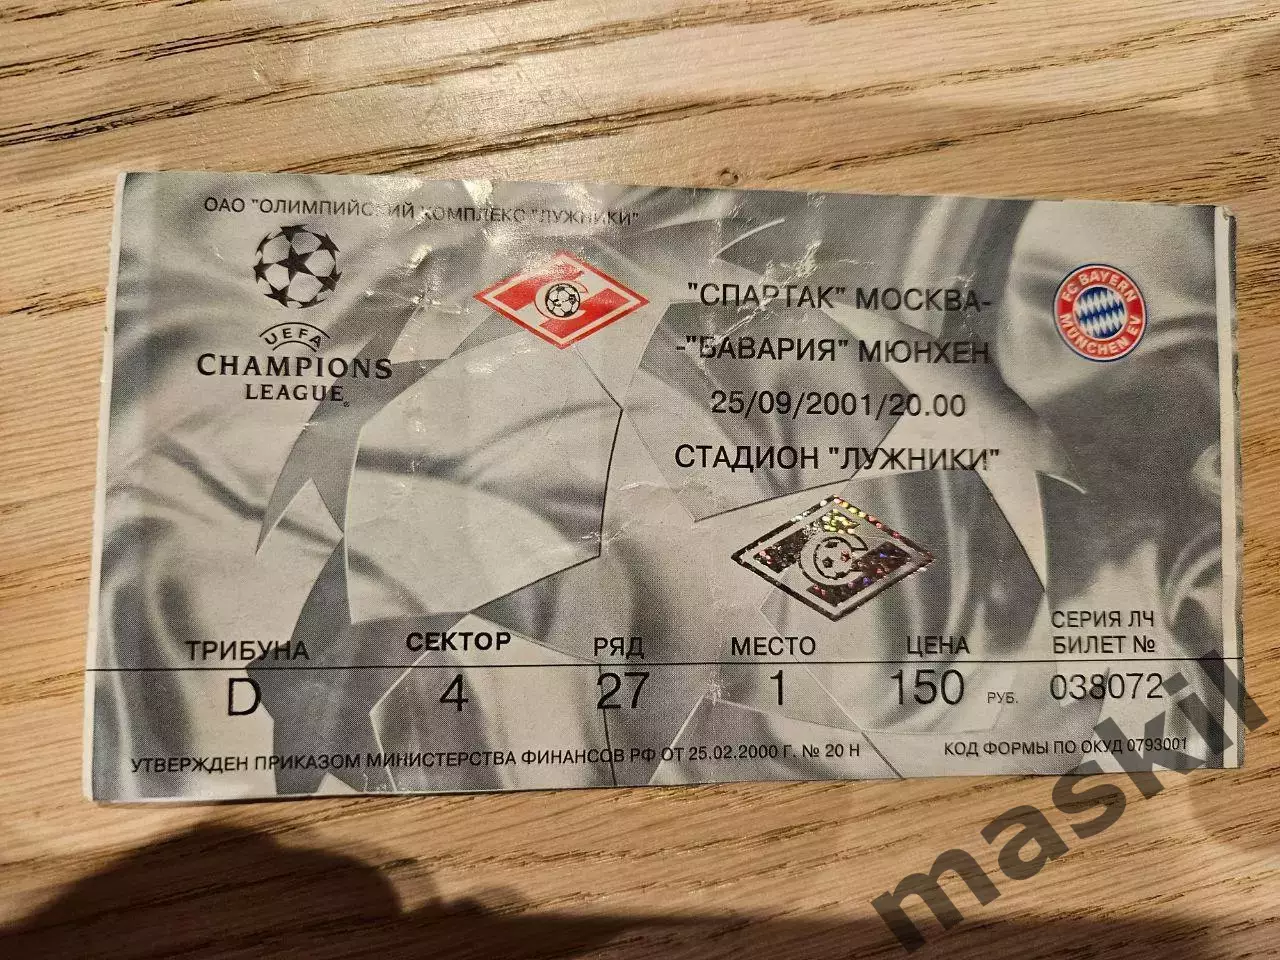 ОАО "ОЛИМПИЙСКИЙ КОМПЛЕКС "ЛУЖНИКИ"
UEFA
CHAMPIONS
LEAGUE
"СПАРТАК" МОСКВА-
-"БАВАРИЯ" МЮНХЕН
25/09/2001/20.00
СТАДИОН "ЛУЖНИКИ"
FC BAYERN
MÜNCHEN EV
ТРИБУНА СЕКТОР РЯД МЕСТО ЦЕНА СЕРИЯ ЛЧ БИЛЕТ №
D 4 27 1 150 РУБ. 038072
УТВЕРЖДЕН ПРИКАЗОМ МИНИСТЕРСТВА ФИНАНСОВ РФ ОТ 25.02.2000 Г. № 20 Н КОД ФОРМЫ ПО ОКУД 0793001
maskil